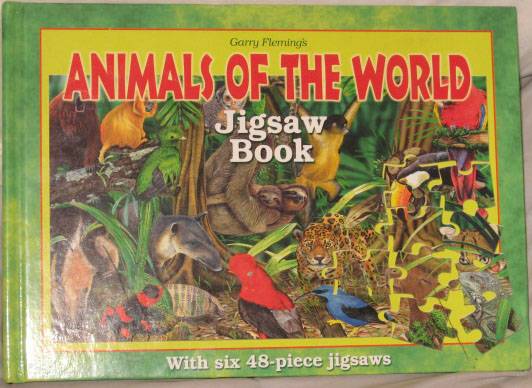 Garry Fleming's
ANIMALS OF THE WORLD
Jigsaw
Book
With six 48-piece jigsaws